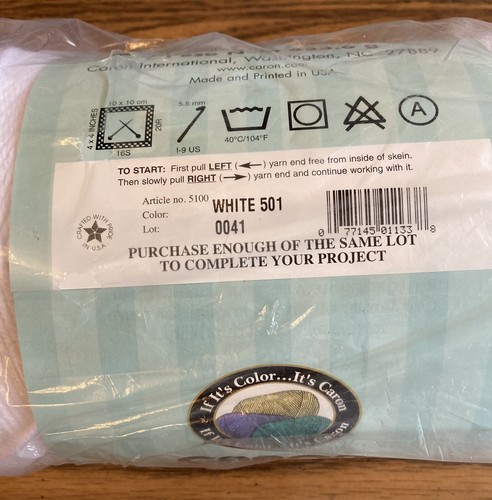 Caron International, Washington, NC 27889
www.caron.com
Made and Printed in USA
10 x 10 cm
4 x 4 INCHES
20R
16S
5.5 mm
I-9 US
40°C/104°F
A
TO START: First pull LEFT (←) yarn end free from inside of skein.
Then slowly pull RIGHT (→) yarn end and continue working with it.
Article no. 5100
Color: WHITE 501
Lot: 0041
CRAFTED WITH PRIDE IN U.S.A.
0 77145 01133 8
PURCHASE ENOUGH OF THE SAME LOT
TO COMPLETE YOUR PROJECT
If It's Color...It's Caron